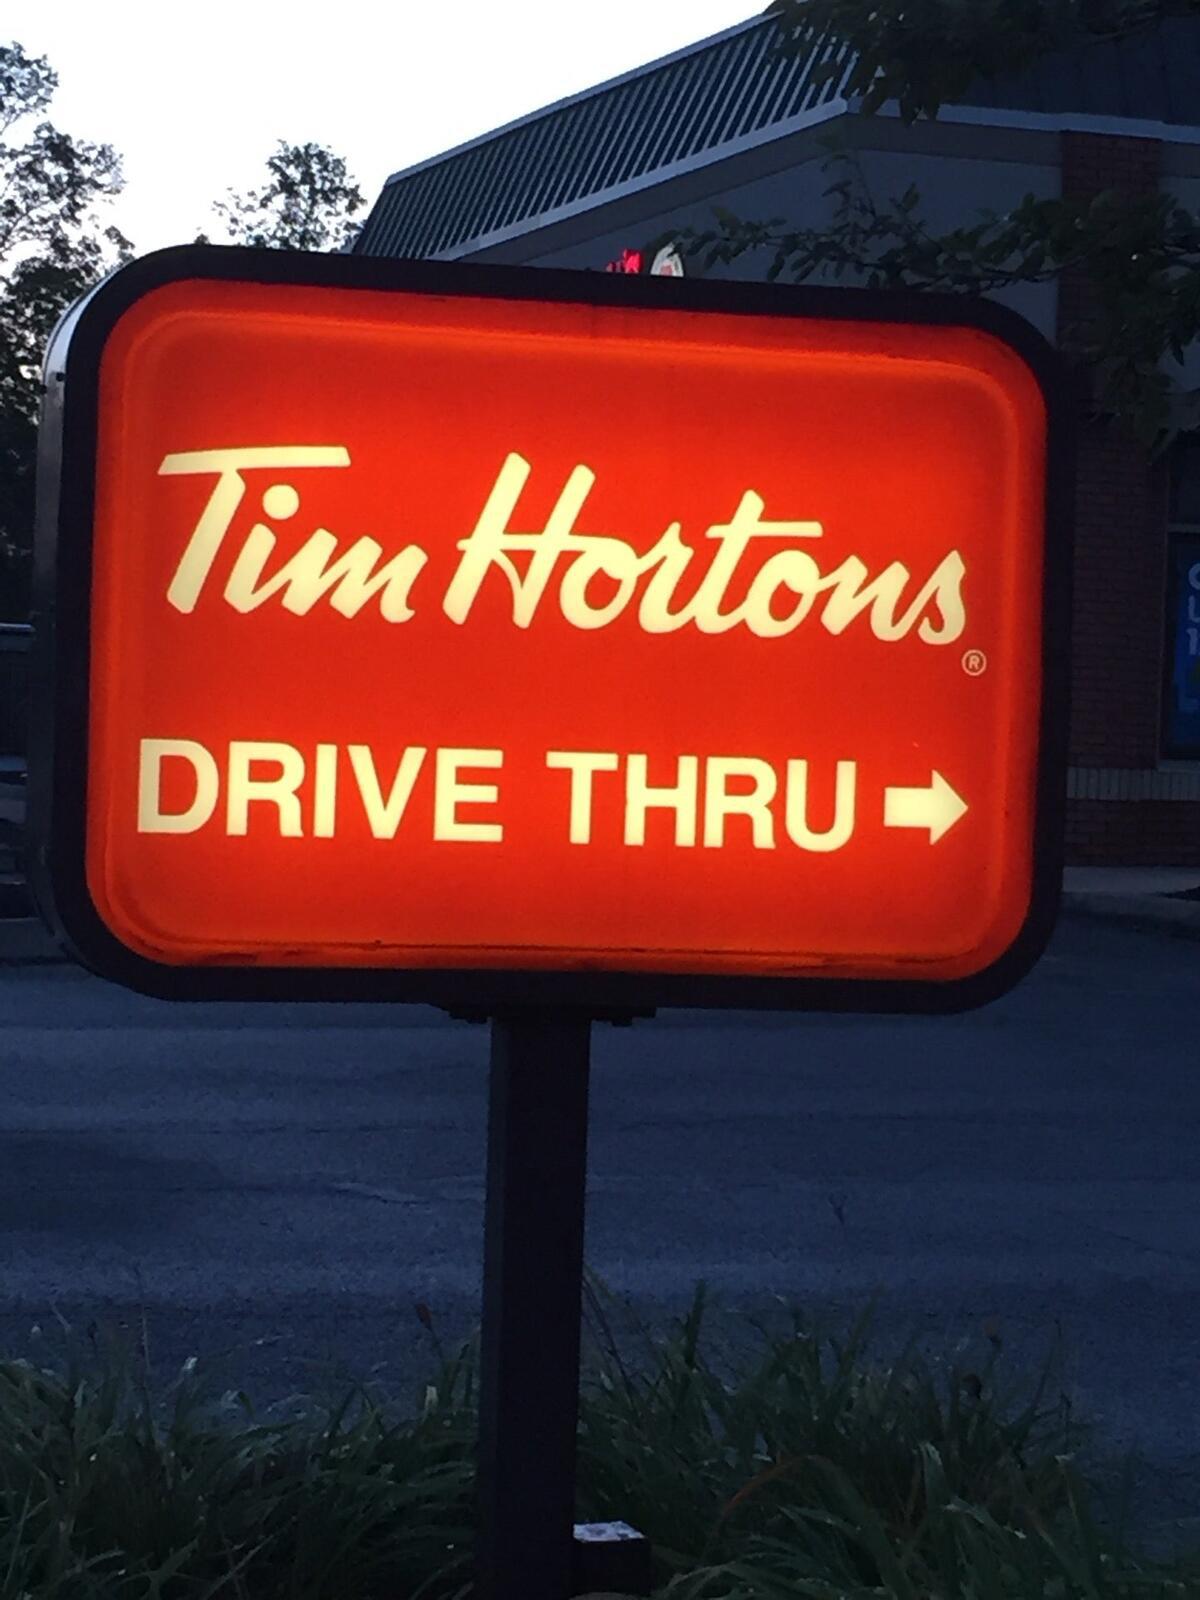 Tim Hortons®
DRIVE THRU →